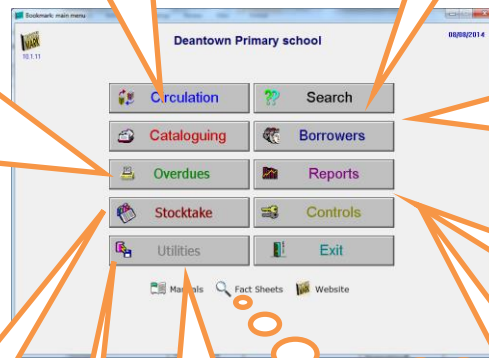 Bookmark: main menu
MARK
10.1.11
Deantown Primary school
08/08/2014
Circulation
Search
Cataloguing
Borrowers
Overdues
Reports
Stocktake
Controls
Utilities
Exit
Manuals
Fact Sheets
Website